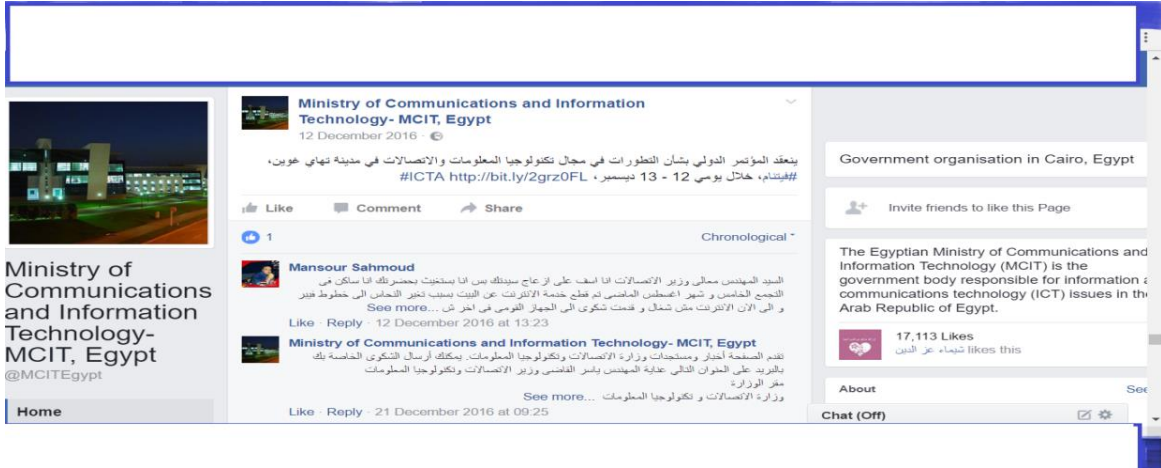 Ministry of Communications and Information
Technology- MCIT, Egypt
12 December 2016 ·
ينعقد المؤتمر الدولي بشأن التطورات في مجال تكنولوجيا المعلومات والاتصالات في مدينة تهاي غوين،
#فيتنام، خلال يومي 12 - 13 ديسمبر، http://bit.ly/2grz0FL #ICTA
Like Comment Share
1 Chronological
Mansour Sahmoud
السيد المهندس معالى وزير الاتصالات انا اسف على ازعاج سيدتك بس انا بستغيث بحضرتك انا ساكن فى
التجمع الخامس و شهر اغسطس الماضى تم قطع خدمة الانترنت عن البيت بسبب تغير النحاس الى خطوط فيبر
و الى الان الانترنت مش شغال و قدمت شكوى الى الجهاز القومى فى اخر ش... See more
Like · Reply · 12 December 2016 at 13:23
Ministry of Communications and Information Technology- MCIT, Egypt
تقدم الصفحة أخبار ومستجدات وزارة الاتصالات وتكنولوجيا المعلومات. يمكنك أرسال الشكوى الخاصة بك
بالبريد على العنوان التالي عناية المهندس ياسر القاضى وزير الاتصالات وتكنولوجيا المعلومات
مقر الوزارة
وزارة الاتصالات و تكنولوجيا المعلومات... See more
Like · Reply · 21 December 2016 at 09:25
Ministry of
Communications
and Information
Technology-
MCIT, Egypt
@MCITEgypt
Home
Government organisation in Cairo, Egypt
Invite friends to like this Page
The Egyptian Ministry of Communications and
Information Technology (MCIT) is the
government body responsible for information
communications technology (ICT) issues in the
Arab Republic of Egypt.
17,113 Likes
شيماء عز الدين likes this
About See
Chat (Off)